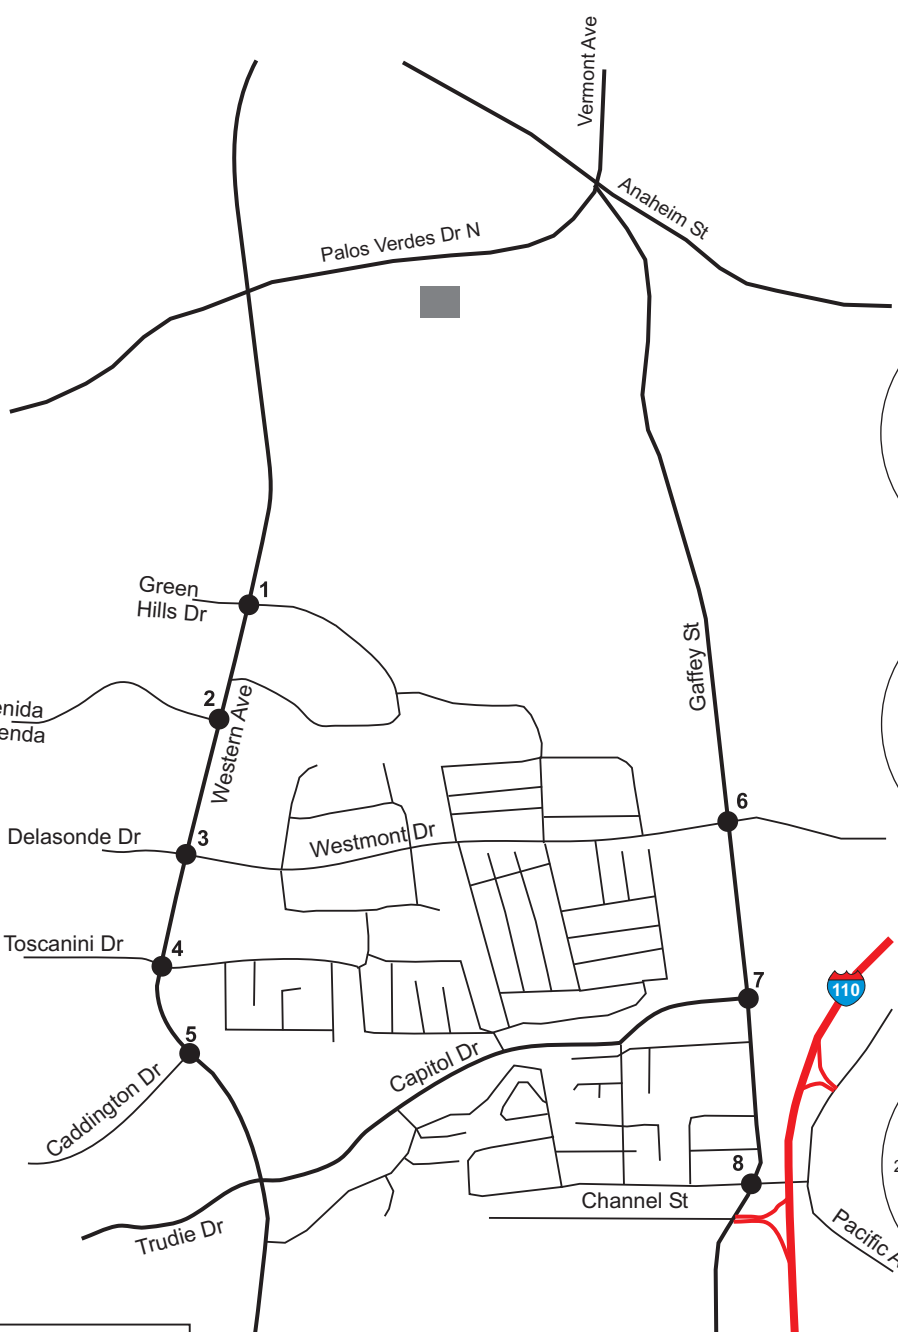 Vermont Ave
Anaheim St
Palos Verdes Dr N
Green
Hills Dr
1
2
Western Ave
Gaffey St
6
Delasonde Dr
3
Westmont Dr
Toscanini Dr
4
7
110
5
Capitol Dr
Caddington Dr
8
Channel St
Trudie Dr
Pacific